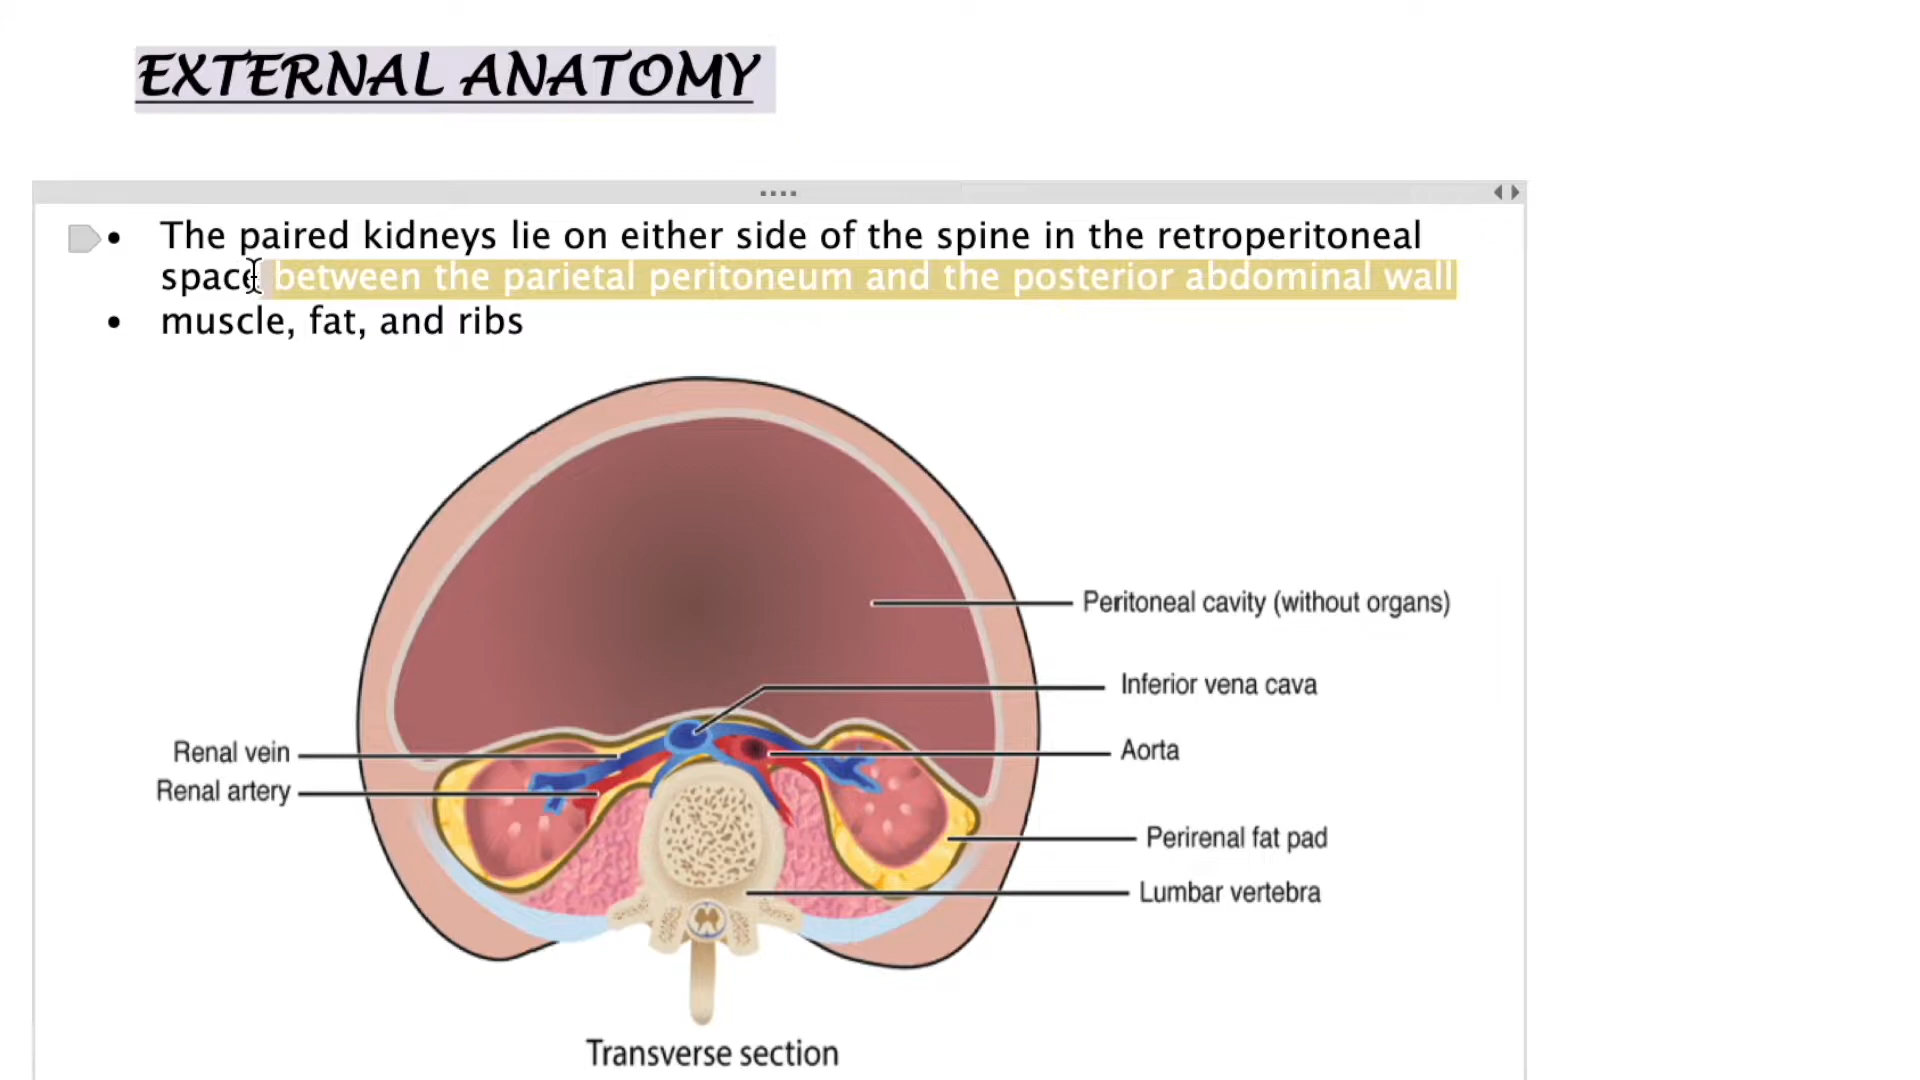 EXTERNAL ANATOMY
• The paired kidneys lie on either side of the spine in the retroperitoneal
space between the parietal peritoneum and the posterior abdominal wall
• muscle, fat, and ribs
Peritoneal cavity (without organs)
Inferior vena cava
Renal vein
Aorta
Renal artery
Perirenal fat pad
Lumbar vertebra
Transverse section